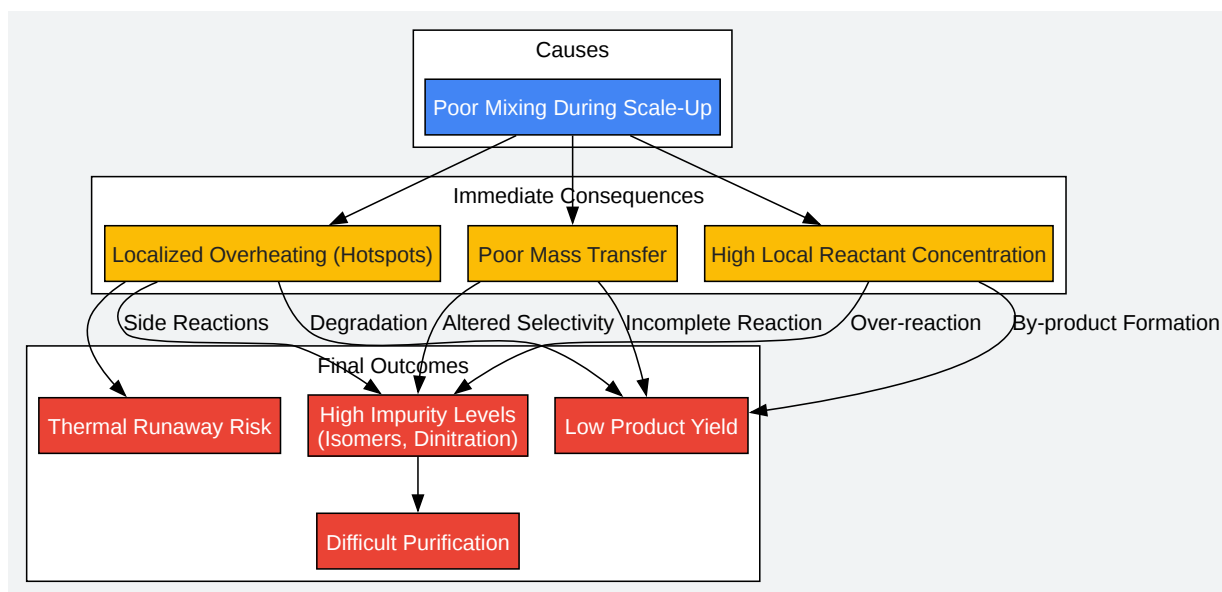 Causes
Poor Mixing During Scale-Up
Immediate Consequences
Localized Overheating (Hotspots)
Poor Mass Transfer
High Local Reactant Concentration
Side Reactions
Degradation
Altered Selectivity
Incomplete Reaction
Over-reaction
By-product Formation
Final Outcomes
Thermal Runaway Risk
High Impurity Levels
(Isomers, Dinitration)
Low Product Yield
Difficult Purification